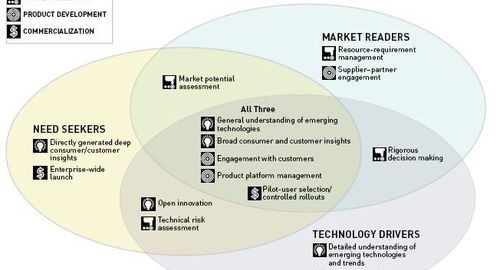 PRODUCT DEVELOPMENT
COMMERCIALIZATION
MARKET READERS
Resource-requirement
management
Supplier-partner
engagement
Market potential
assessment
All Three
General understanding of emerging
technologies
Broad consumer and customer insights
Engagement with customers
Product platform management
Pilot-user selection/
controlled rollouts
NEED SEEKERS
Directly generated deep
consumer/customer
insights
Enterprise-wide
launch
Rigorous
decision making
Open innovation
Technical risk
assessment
TECHNOLOGY DRIVERS
Detailed understanding of
emerging technologies
and trends